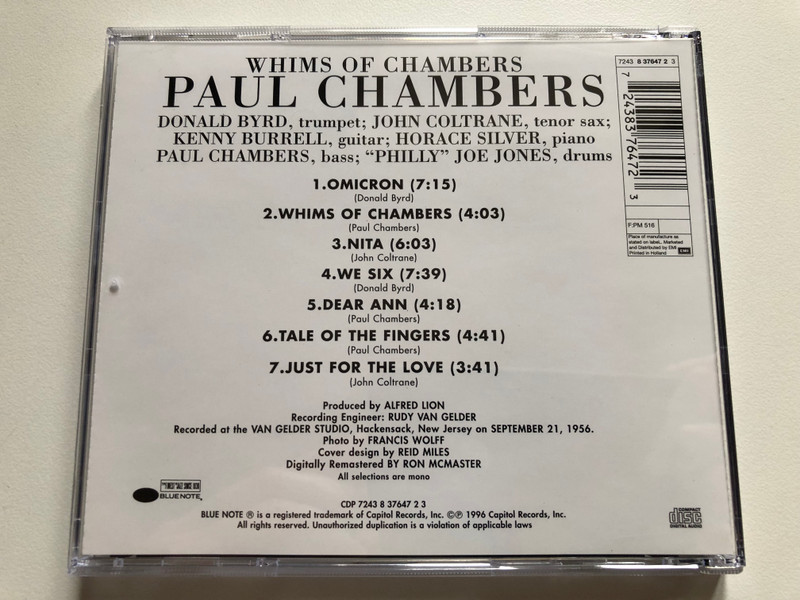 WHIMS OF CHAMBERS
PAUL CHAMBERS
DONALD BYRD, trumpet; JOHN COLTRANE, tenor sax;
KENNY BURRELL, guitar; HORACE SILVER, piano
PAUL CHAMBERS, bass; “PHILLY” JOE JONES, drums
7243 8 37647 2 3
7 24383 76472 3
F:PM 516
Place of manufacture as
stated on label. Marketed
and Distributed by EMI
Printed in Holland
EMI
1.OMICRON (7:15)
(Donald Byrd)
2.WHIMS OF CHAMBERS (4:03)
(Paul Chambers)
3.NITA (6:03)
(John Coltrane)
4.WE SIX (7:39)
(Donald Byrd)
5.DEAR ANN (4:18)
(Paul Chambers)
6.TALE OF THE FINGERS (4:41)
(Paul Chambers)
7.JUST FOR THE LOVE (3:41)
(John Coltrane)
Produced by ALFRED LION
Recording Engineer: RUDY VAN GELDER
Recorded at the VAN GELDER STUDIO, Hackensack, New Jersey on SEPTEMBER 21, 1956.
Photo by FRANCIS WOLFF
Cover design by REID MILES
Digitally Remastered BY RON MCMASTER
All selections are mono
BLUE NOTE
CDP 7243 8 37647 2 3
BLUE NOTE ® is a registered trademark of Capitol Records, Inc. ©℗ 1996 Capitol Records, Inc.
All rights reserved. Unauthorized duplication is a violation of applicable laws
COMPACT
disc
DIGITAL AUDIO